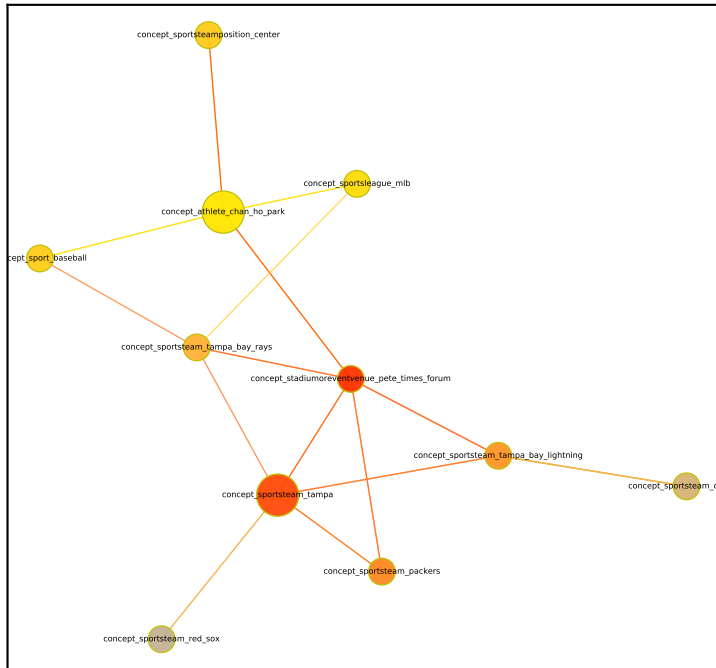 concept_sportsteamposition_center
concept_sportsleague_mlb
concept_athlete_chan_ho_park
cept_sport_baseball
concept_sportsteam_tampa_bay_rays
concept_stadiumoreventvenue_pete_times_forum
concept_sportsteam_tampa_bay_lightning
concept_sportsteam_c
concept_sportsteam_tampa
concept_sportsteam_packers
concept_sportsteam_red_sox